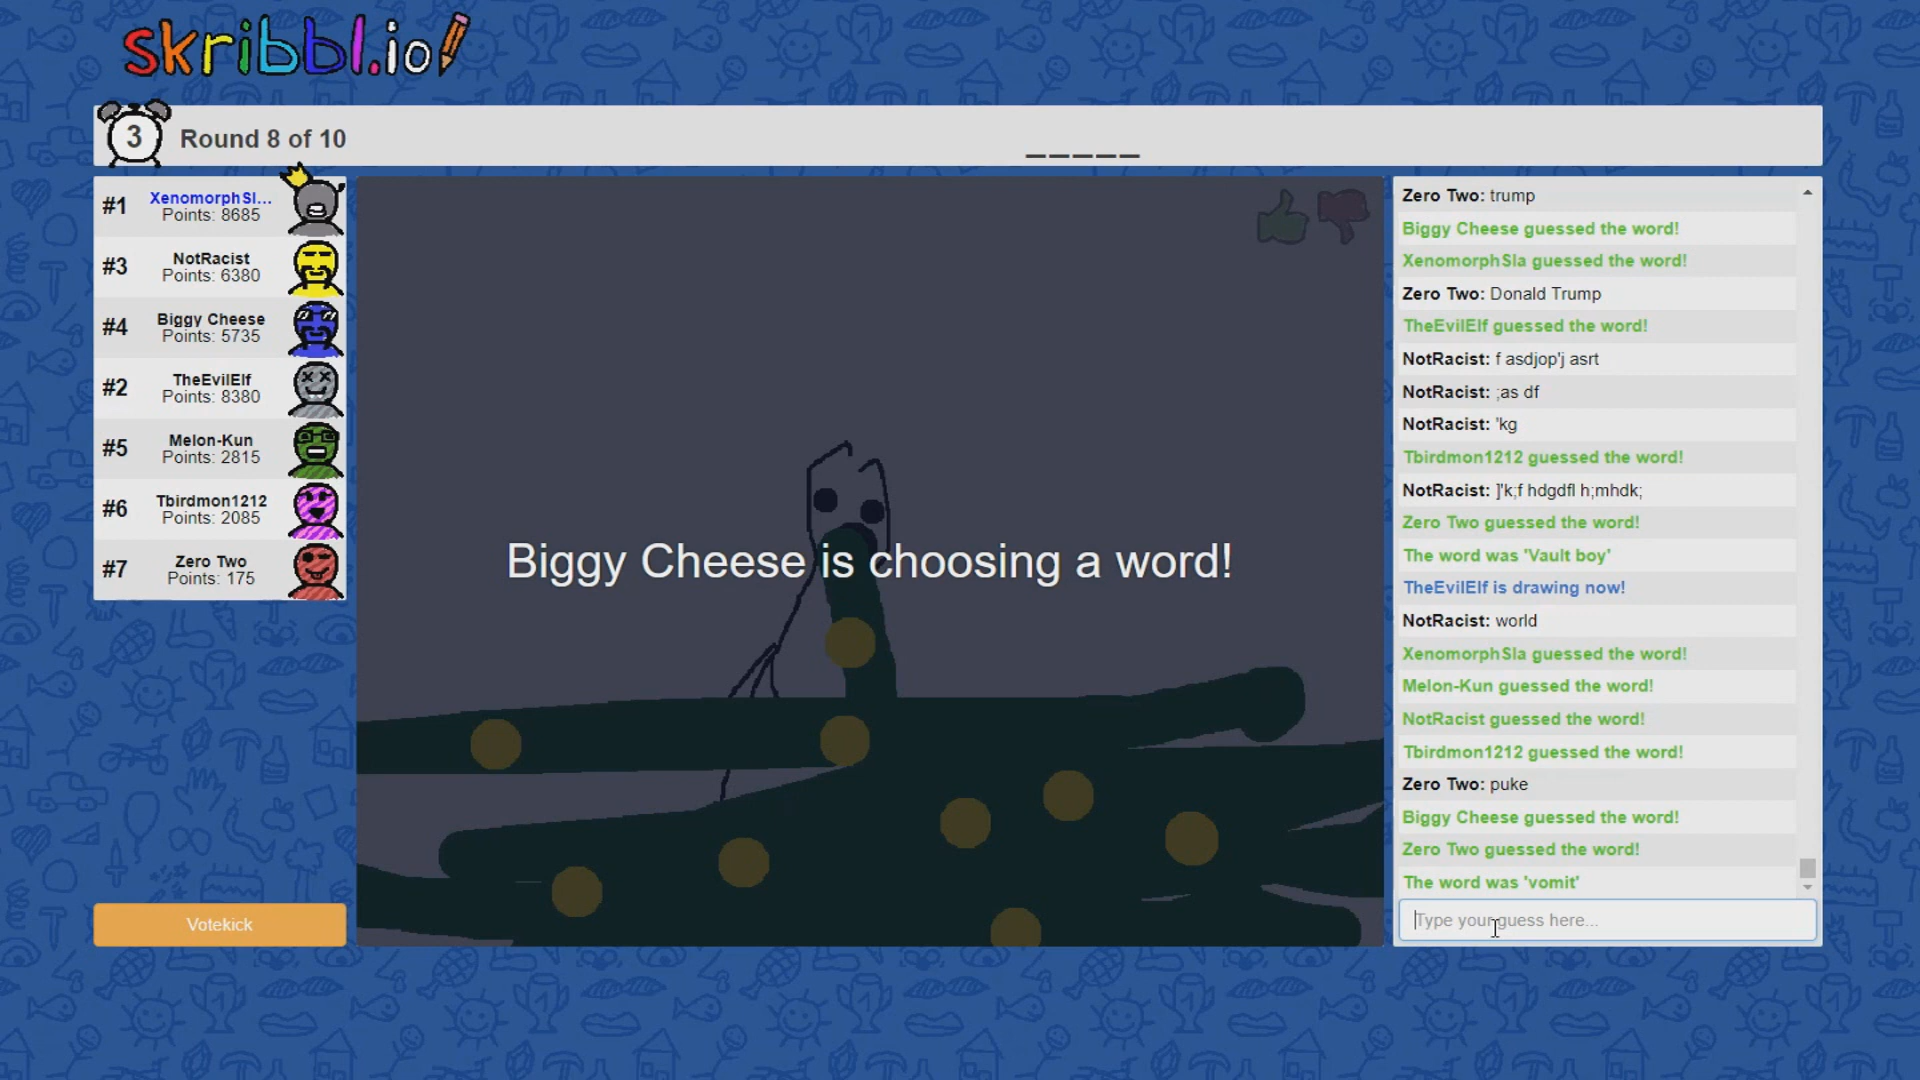 skribbl.io
3
Round 8 of 10
_____
#1
XenomorphSl...
Points: 8685
#3
NotRacist
Points: 6380
#4
Biggy Cheese
Points: 5735
#2
TheEvilElf
Points: 8380
#5
Melon-Kun
Points: 2815
#6
Tbirdmon1212
Points: 2085
#7
Zero Two
Points: 175
Votekick
Biggy Cheese is choosing a word!
Zero Two: trump
Biggy Cheese guessed the word!
XenomorphSla guessed the word!
Zero Two: Donald Trump
TheEvilElf guessed the word!
NotRacist: f asdjop'j asrt
NotRacist: ;as df
NotRacist: 'kg
Tbirdmon1212 guessed the word!
NotRacist: ]'k;f hdgdfl h;mhdk;
Zero Two guessed the word!
The word was 'Vault boy'
TheEvilElf is drawing now!
NotRacist: world
XenomorphSla guessed the word!
Melon-Kun guessed the word!
NotRacist guessed the word!
Tbirdmon1212 guessed the word!
Zero Two: puke
Biggy Cheese guessed the word!
Zero Two guessed the word!
The word was 'vomit'
Type your guess here...